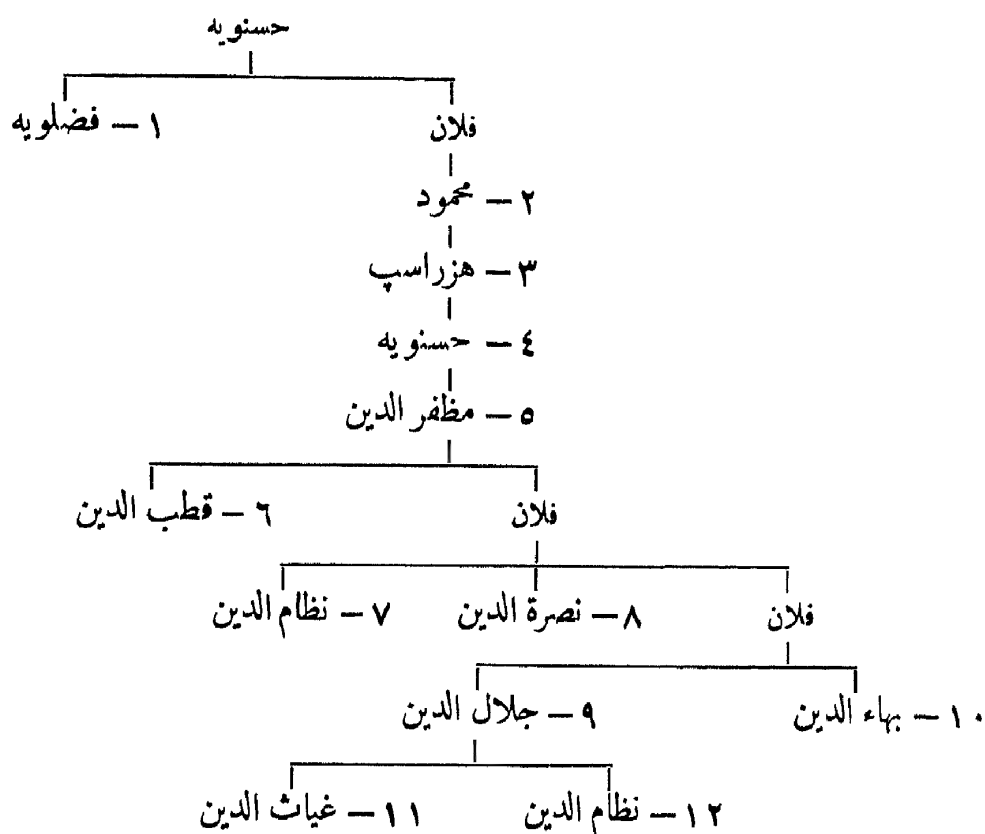 حسنويه
فلان ١ – فضلويه
٢ – محمود
٣ – هزراسپ
٤ – حسنويه
٥ – مظفر الدين
فلان ٦ – قطب الدين
فلان ٨ – نصرة الدين ٧ – نظام الدين
١٠ – بهاء الدين ٩ – جلال الدين
١٢ – نظام الدين ١١ – غياث الدين